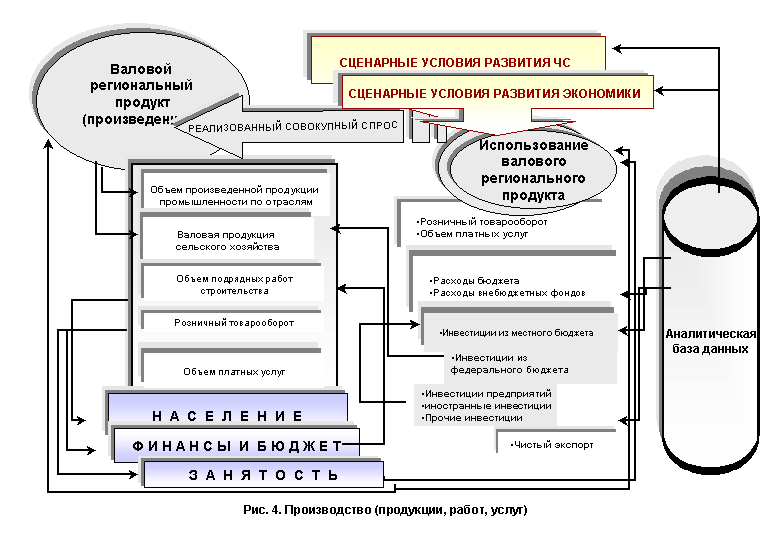 СЦЕНАРНЫЕ УСЛОВИЯ РАЗВИТИЯ ЧС
СЦЕНАРНЫЕ УСЛОВИЯ РАЗВИТИЯ ЭКОНОМИКИ
Валовой
региональный
продукт
(произведен
РЕАЛИЗОВАННЫЙ СОВОКУПНЫЙ СПРОС
Использование
валового
регионального
продукта
Объем произведенной продукции
промышленности по отраслям
Валовая продукция
сельского хозяйства
Объем подрядных работ
строительства
Розничный товарооборот
Объем платных услуг
•Розничный товарооборот
•Объем платных услуг
•Расходы бюджета
•Расходы внебюджетных фондов
•Инвестиции из местного бюджета
•Инвестиции из
федерального бюджета
•Инвестиции предприятий
•иностранные инвестиции
•Прочие инвестиции
•Чистый экспорт
Аналитическая
база данных
НАСЕЛЕНИЕ
ФИНАНСЫ И БЮДЖЕТ
ЗАНЯТОСТЬ
Рис. 4. Производство (продукции, работ, услуг)